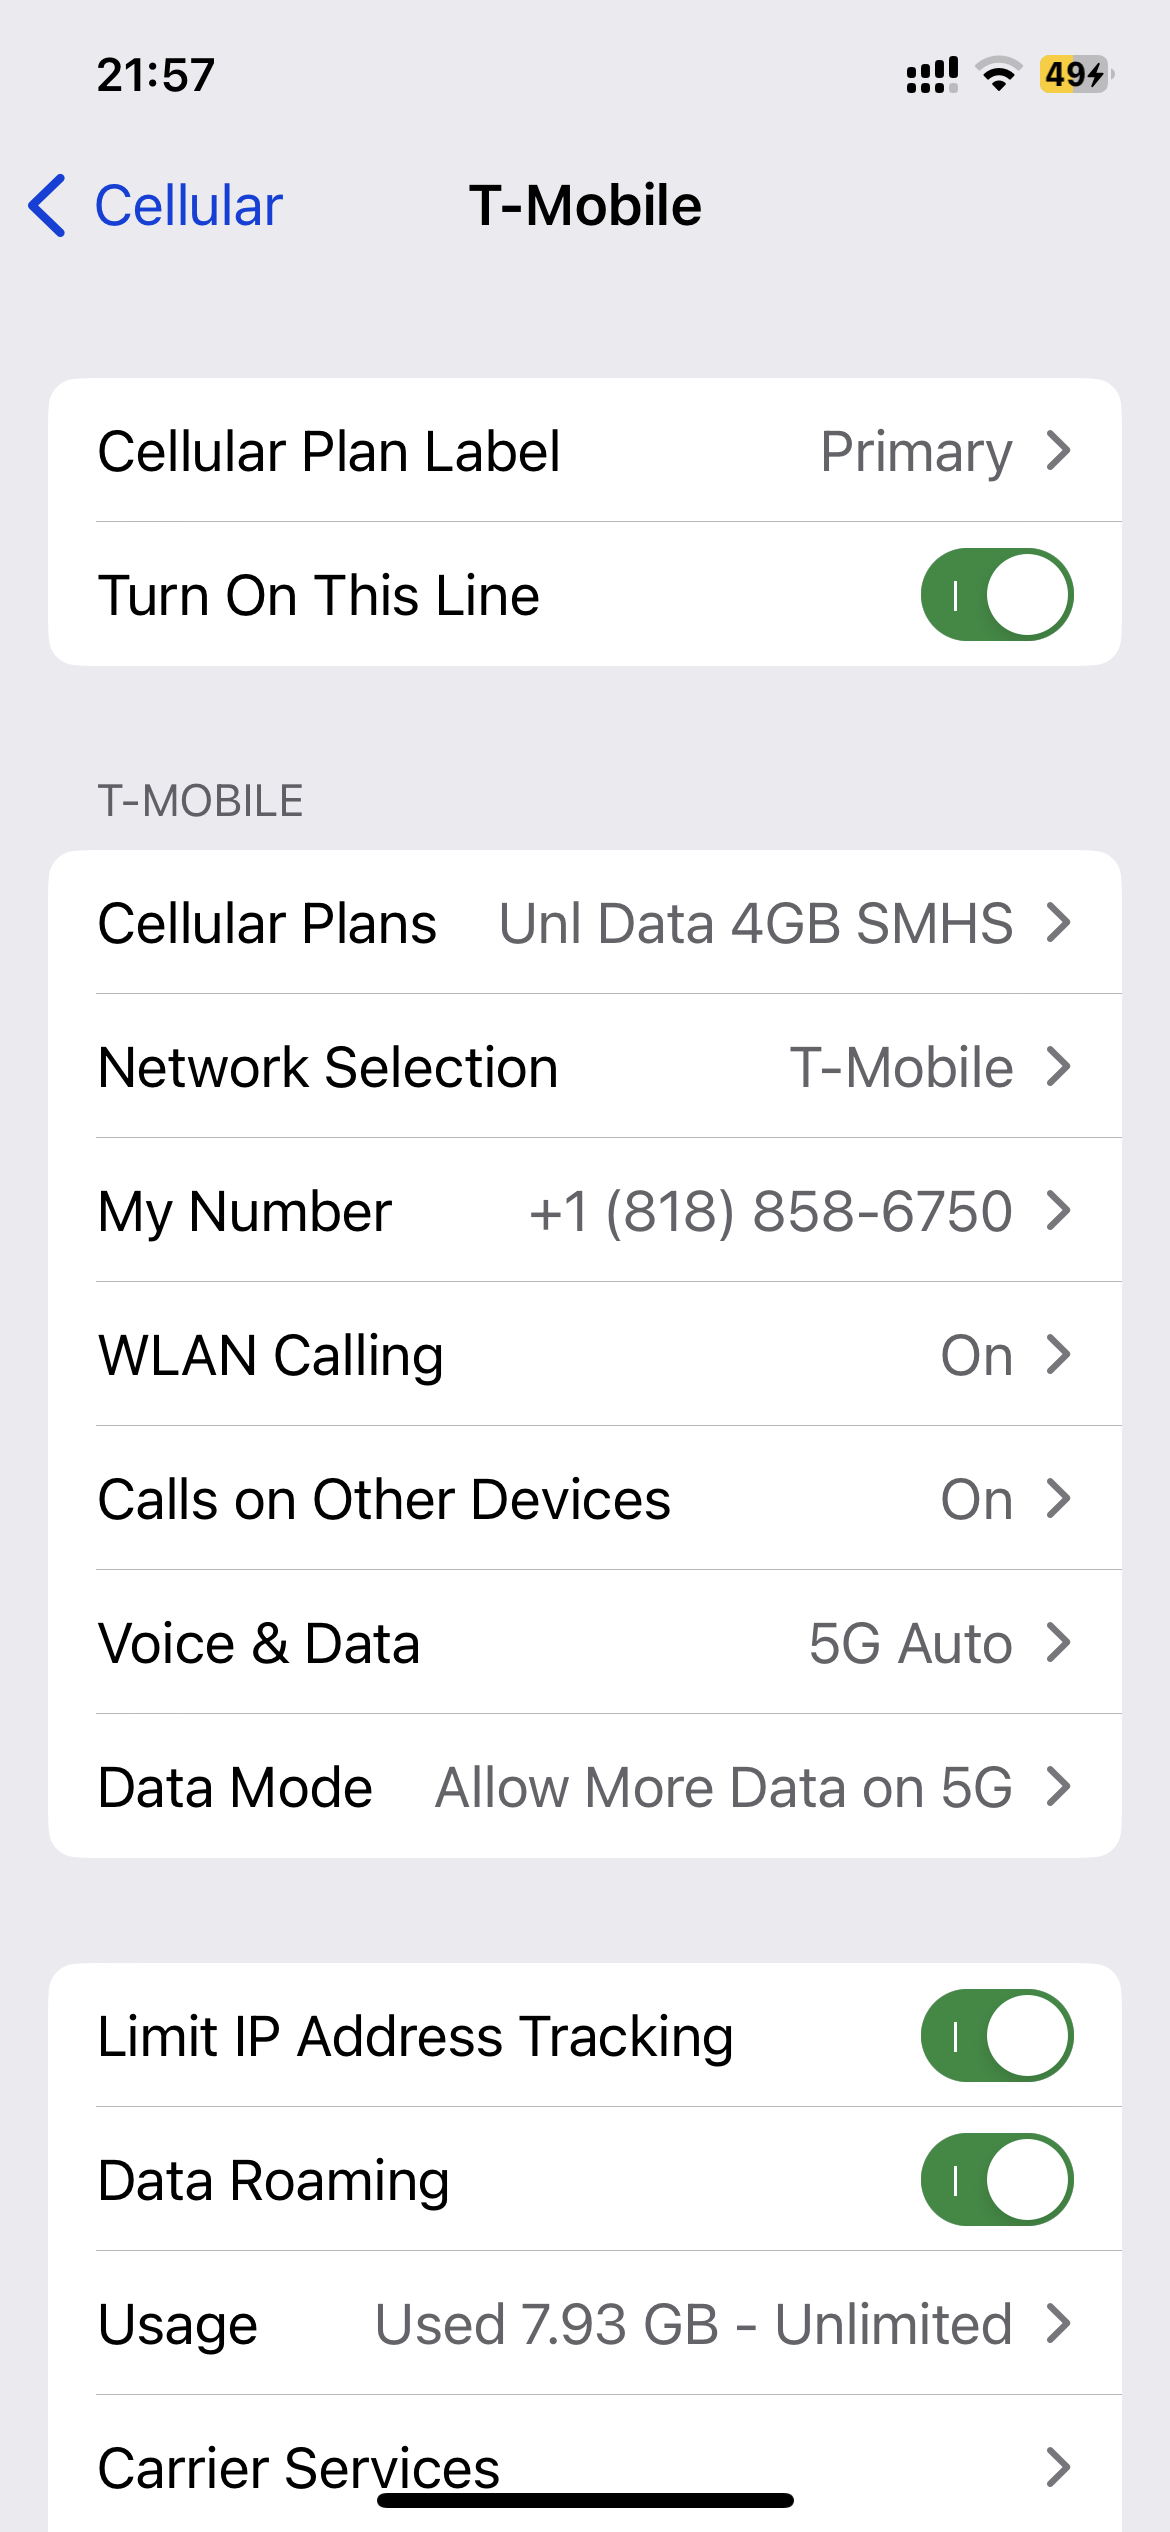 21:57
49
Cellular
T-Mobile
Cellular Plan Label Primary
Turn On This Line
T-MOBILE
Cellular Plans Unl Data 4GB SMHS
Network Selection T-Mobile
My Number +1 (818) 858-6750
WLAN Calling On
Calls on Other Devices On
Voice & Data 5G Auto
Data Mode Allow More Data on 5G
Limit IP Address Tracking
Data Roaming
Usage Used 7.93 GB - Unlimited
Carrier Services